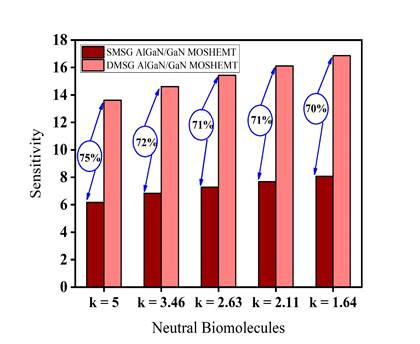 18
16
14
12
10
8
6
4
2
0
Sensitivity
SMSG AlGaN/GaN MOSHEMT
DMSG AlGaN/GaN MOSHEMT
75%
72%
71%
71%
70%
k = 5
k = 3.46
k = 2.63
k = 2.11
k = 1.64
Neutral Biomolecules